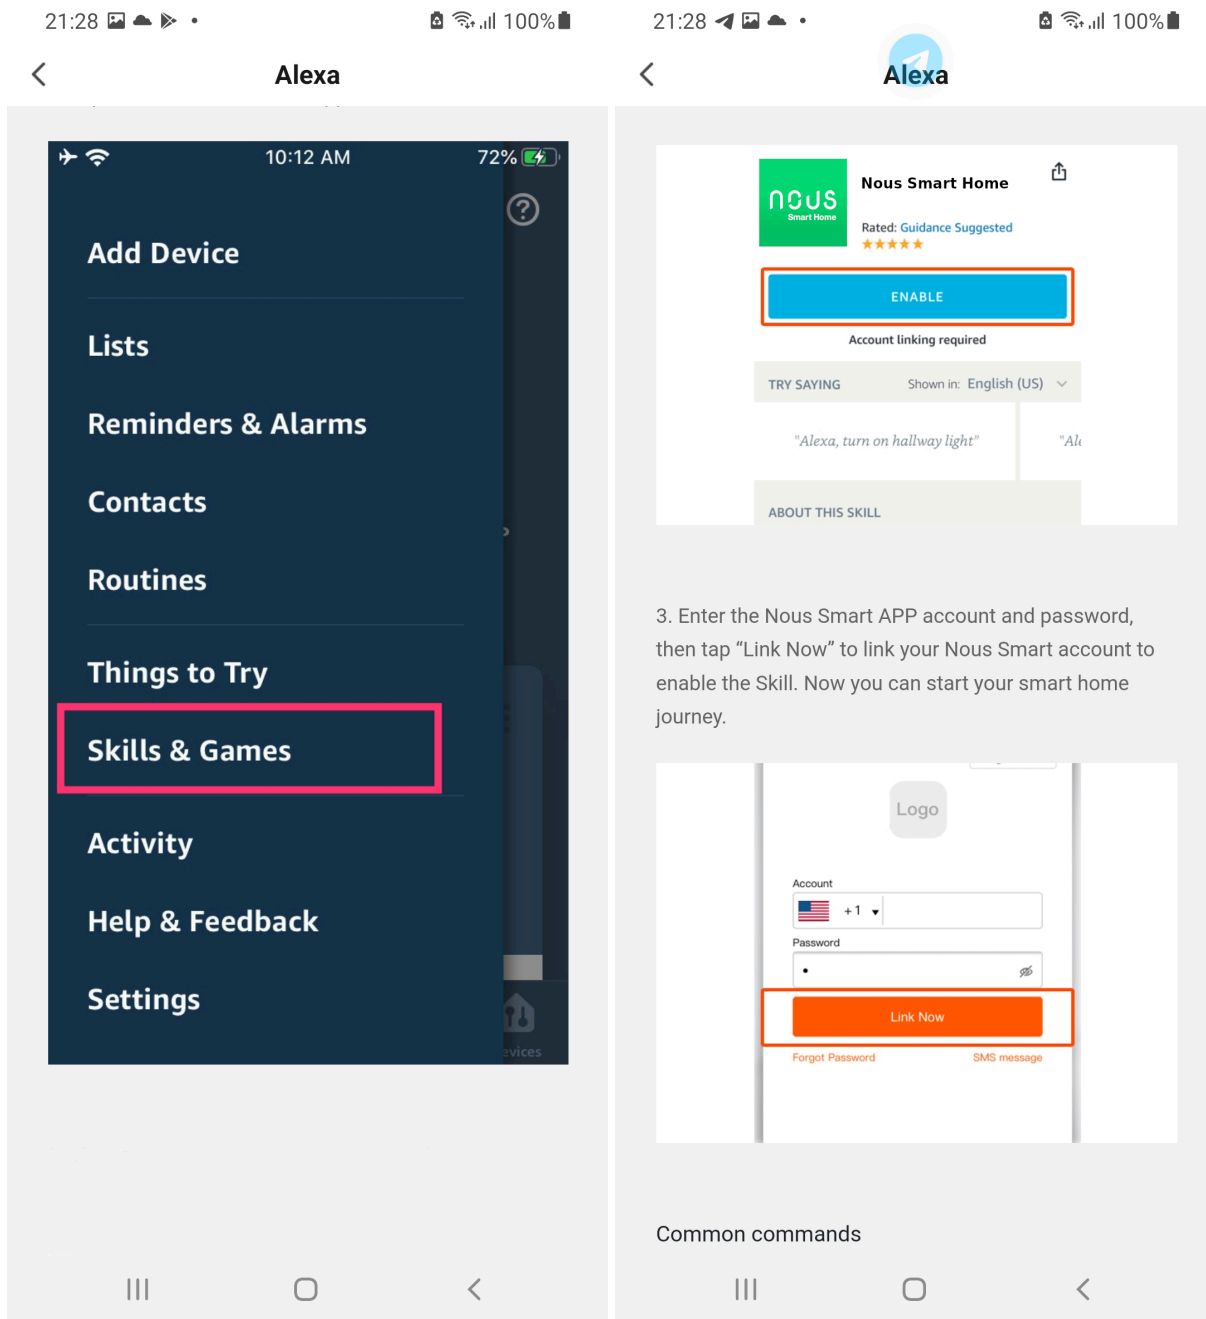 21:28
100%
Alexa
10:12 AM
72%
Add Device
Lists
Reminders & Alarms
Contacts
Routines
Things to Try
Skills & Games
Activity
Help & Feedback
Settings
evices
21:28
100%
Alexa
nous
Smart Home
Nous Smart Home
Rated: Guidance Suggested
ENABLE
Account linking required
TRY SAYING
Shown in: English (US)
"Alexa, turn on hallway light"
"Ale
ABOUT THIS SKILL
3. Enter the Nous Smart APP account and password,
then tap “Link Now” to link your Nous Smart account to
enable the Skill. Now you can start your smart home
journey.
Logo
Account
+1
Password
Link Now
Forgot Password
SMS message
Common commands